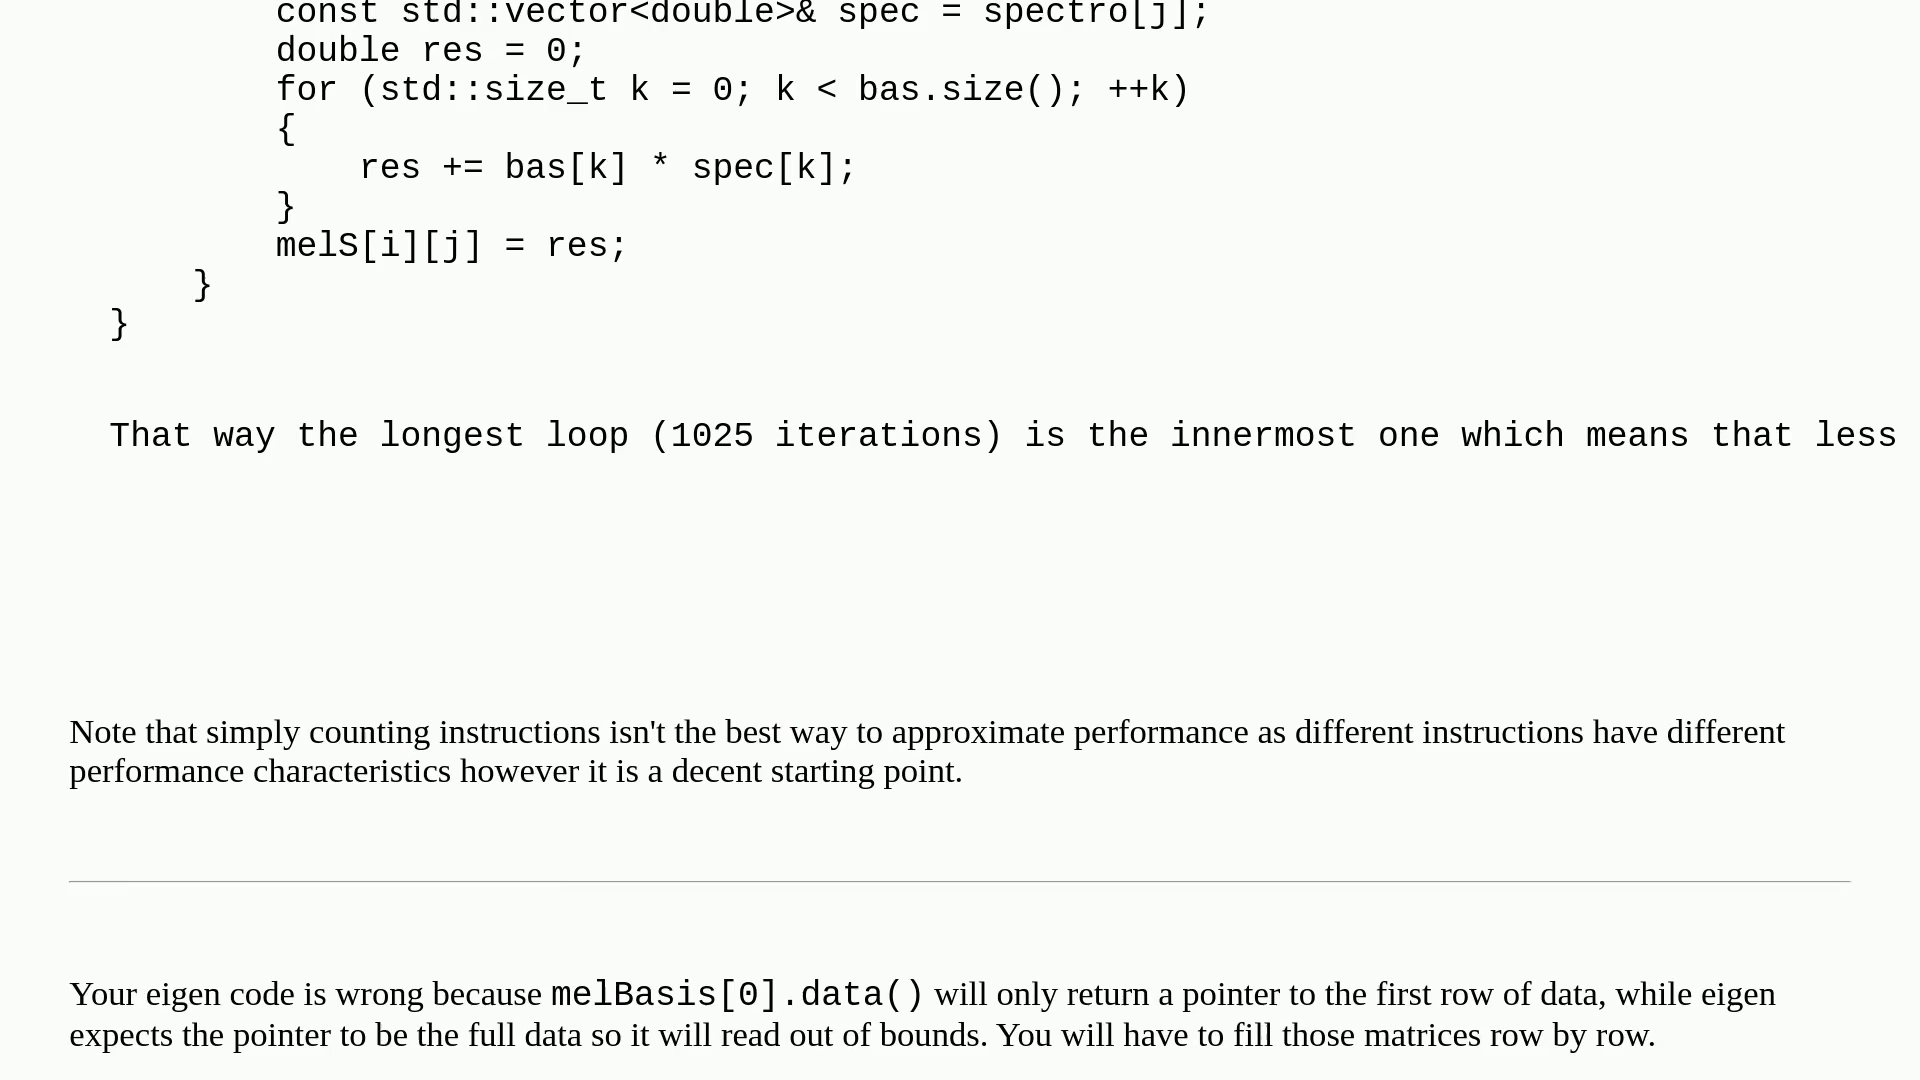 const std::vector<double>& spec = spectro[j];
double res = 0;
for (std::size_t k = 0; k < bas.size(); ++k)
{
res += bas[k] * spec[k];
}
melS[i][j] = res;
}
}
That way the longest loop (1025 iterations) is the innermost one which means that less
Note that simply counting instructions isn't the best way to approximate performance as different instructions have different
performance characteristics however it is a decent starting point.
Your eigen code is wrong because melBasis[0].data() will only return a pointer to the first row of data, while eigen
expects the pointer to be the full data so it will read out of bounds. You will have to fill those matrices row by row.